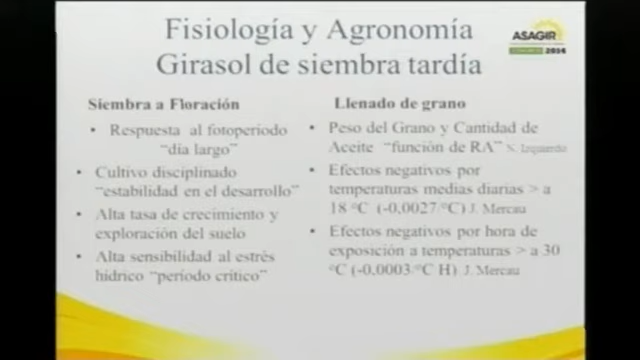 Fisiología y Agronomía
Girasol de siembra tardía
ASAGIR
2014
Siembra a Floración
• Respuesta al fotoperiodo
“día largo”
• Cultivo disciplinado
“estabilidad en el desarrollo”
• Alta tasa de crecimiento y
exploración del suelo
• Alta sensibilidad al estrés
hídrico “período crítico”
Llenado de grano
• Peso del Grano y Cantidad de
Aceite “función de RA” N. Izquierdo
• Efectos negativos por
temperaturas medias diarias > a
18 °C (-0,0027/°C) J. Mercau
• Efectos negativos por hora de
exposición a temperaturas > a 30
°C (-0,0003/°C H) J. Mercau